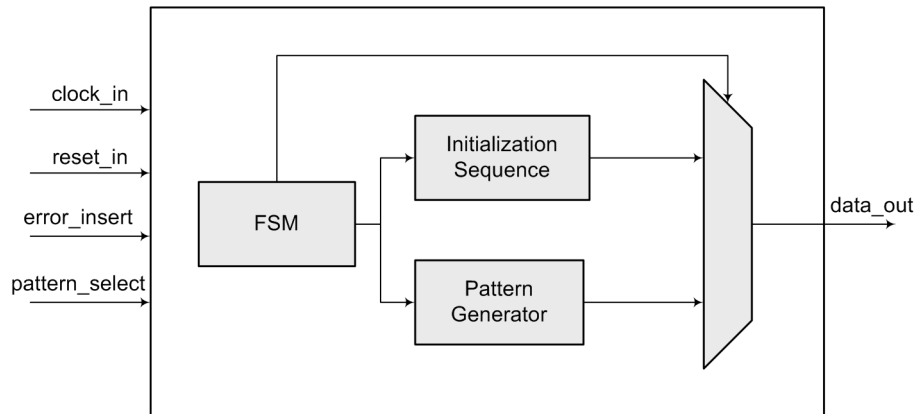 clock_in
reset_in
error_insert
pattern_select
FSM
Initialization
Sequence
Pattern
Generator
data_out